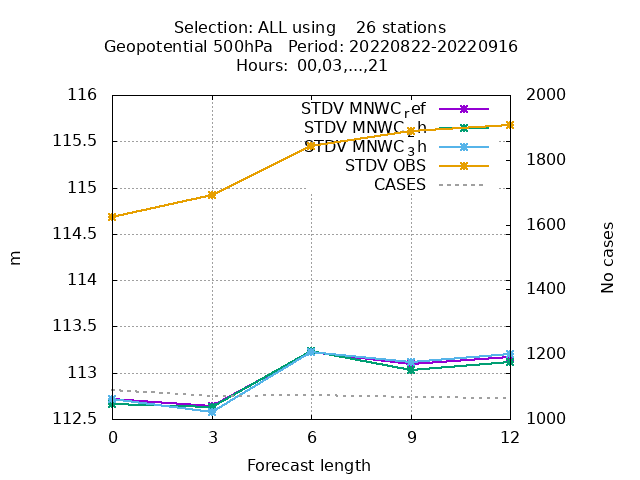 Selection: ALL using    26 stations
Geopotential 500hPa   Period: 20220822-20220916
Hours: 00,03,...,21
116
115.5
115
114.5
114
113.5
113
112.5
2000
1800
1600
1400
1200
1000
STDV MNWC_ref
STDV MNWC_2h
STDV MNWC_3h
STDV OBS
CASES
m
No cases
0 3 6 9 12
Forecast length